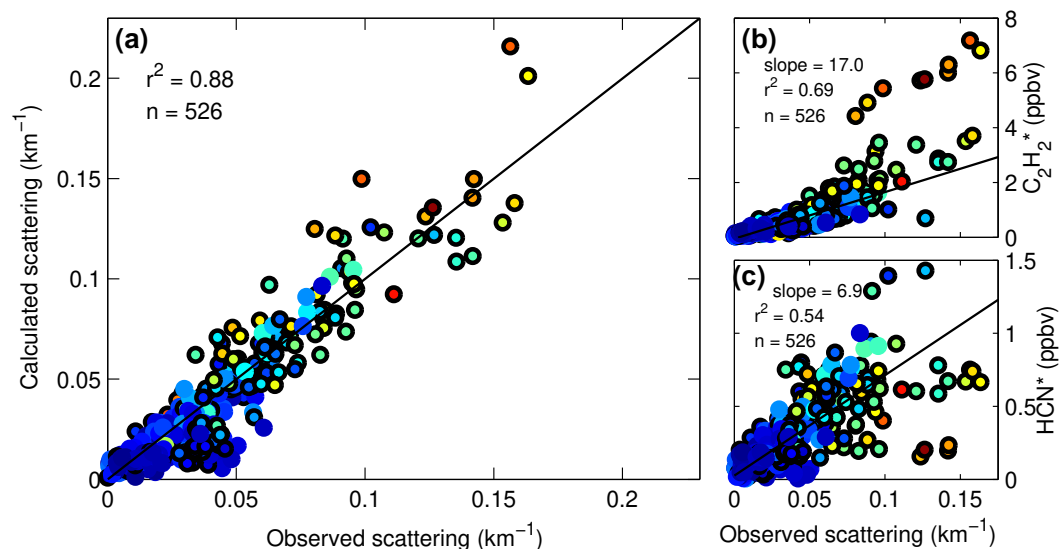 (a)
r² = 0.88
n = 526
Calculated scattering (km⁻¹)
0.2
0.15
0.1
0.05
0
0
0.05
0.1
0.15
0.2
Observed scattering (km⁻¹)
(b)
slope = 17.0
r² = 0.69
n = 526
8
6
4
2
0
C₂H₂* (ppbv)
(c)
slope = 6.9
r² = 0.54
n = 526
1.5
1
0.5
0
HCN* (ppbv)
0
0.05
0.1
0.15
Observed scattering (km⁻¹)